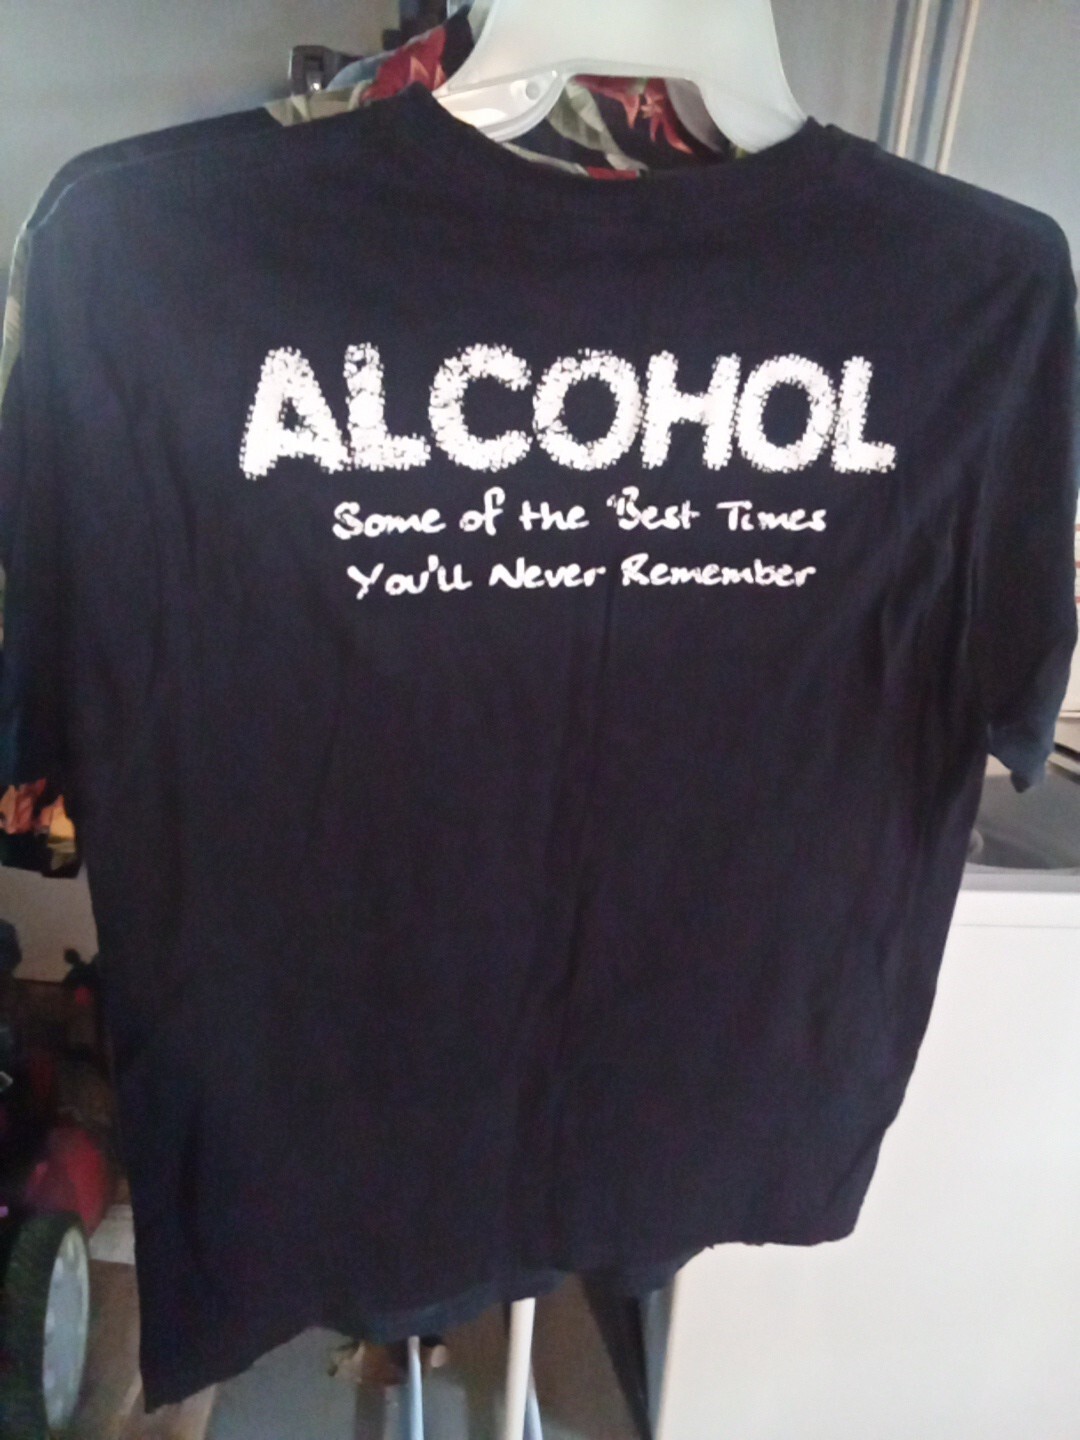 ALCOHOL
Some of the Best Times
You'll Never Remember